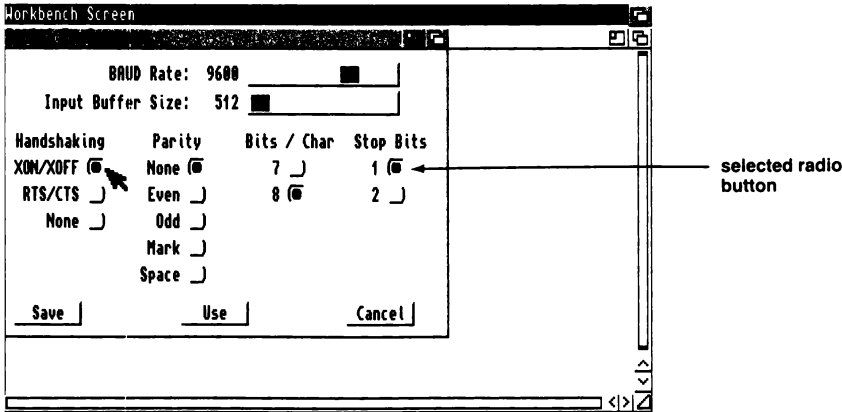 Workbench Screen
BAUD Rate: 9600
Input Buffer Size: 512
Handshaking Parity Bits / Char Stop Bits
XON/XOFF None 7 1
RTS/CTS Even 8 2
None Odd
Mark
Space
Save Use Cancel
selected radio
button